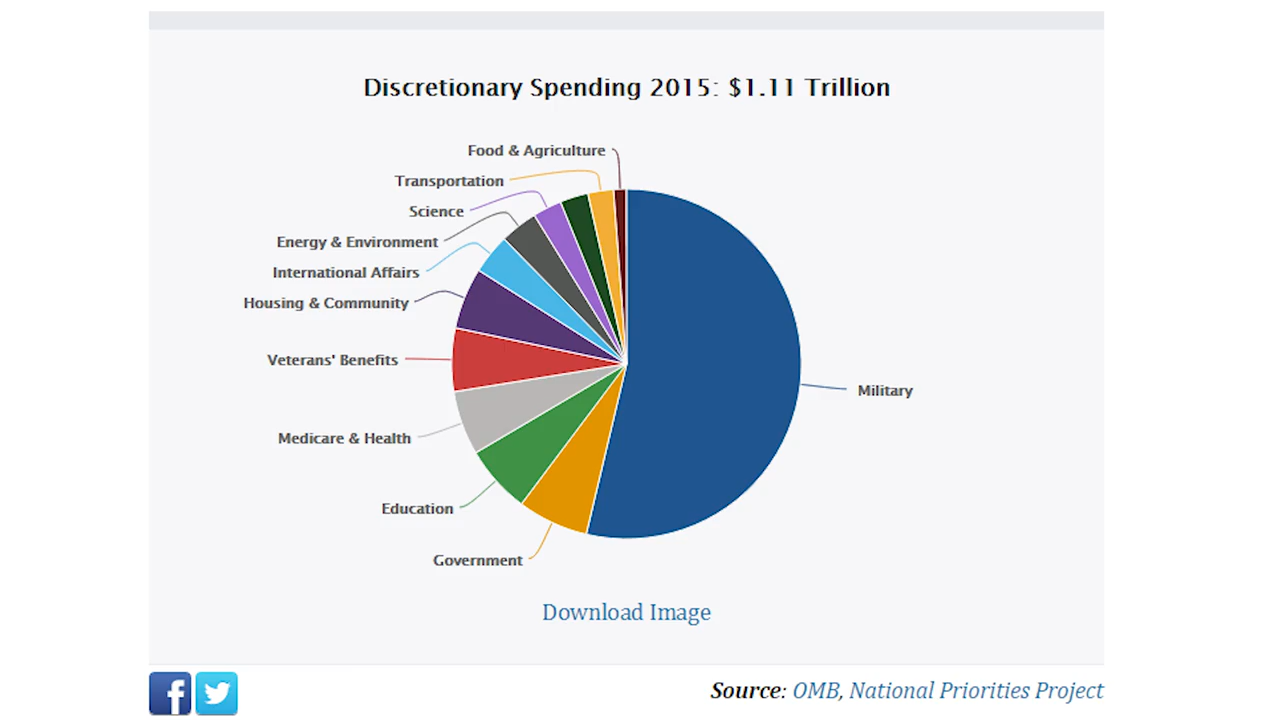 Discretionary Spending 2015: $1.11 Trillion
Food & Agriculture
Transportation
Science
Energy & Environment
International Affairs
Housing & Community
Veterans' Benefits
Military
Medicare & Health
Education
Government
Download Image
Source: OMB, National Priorities Project